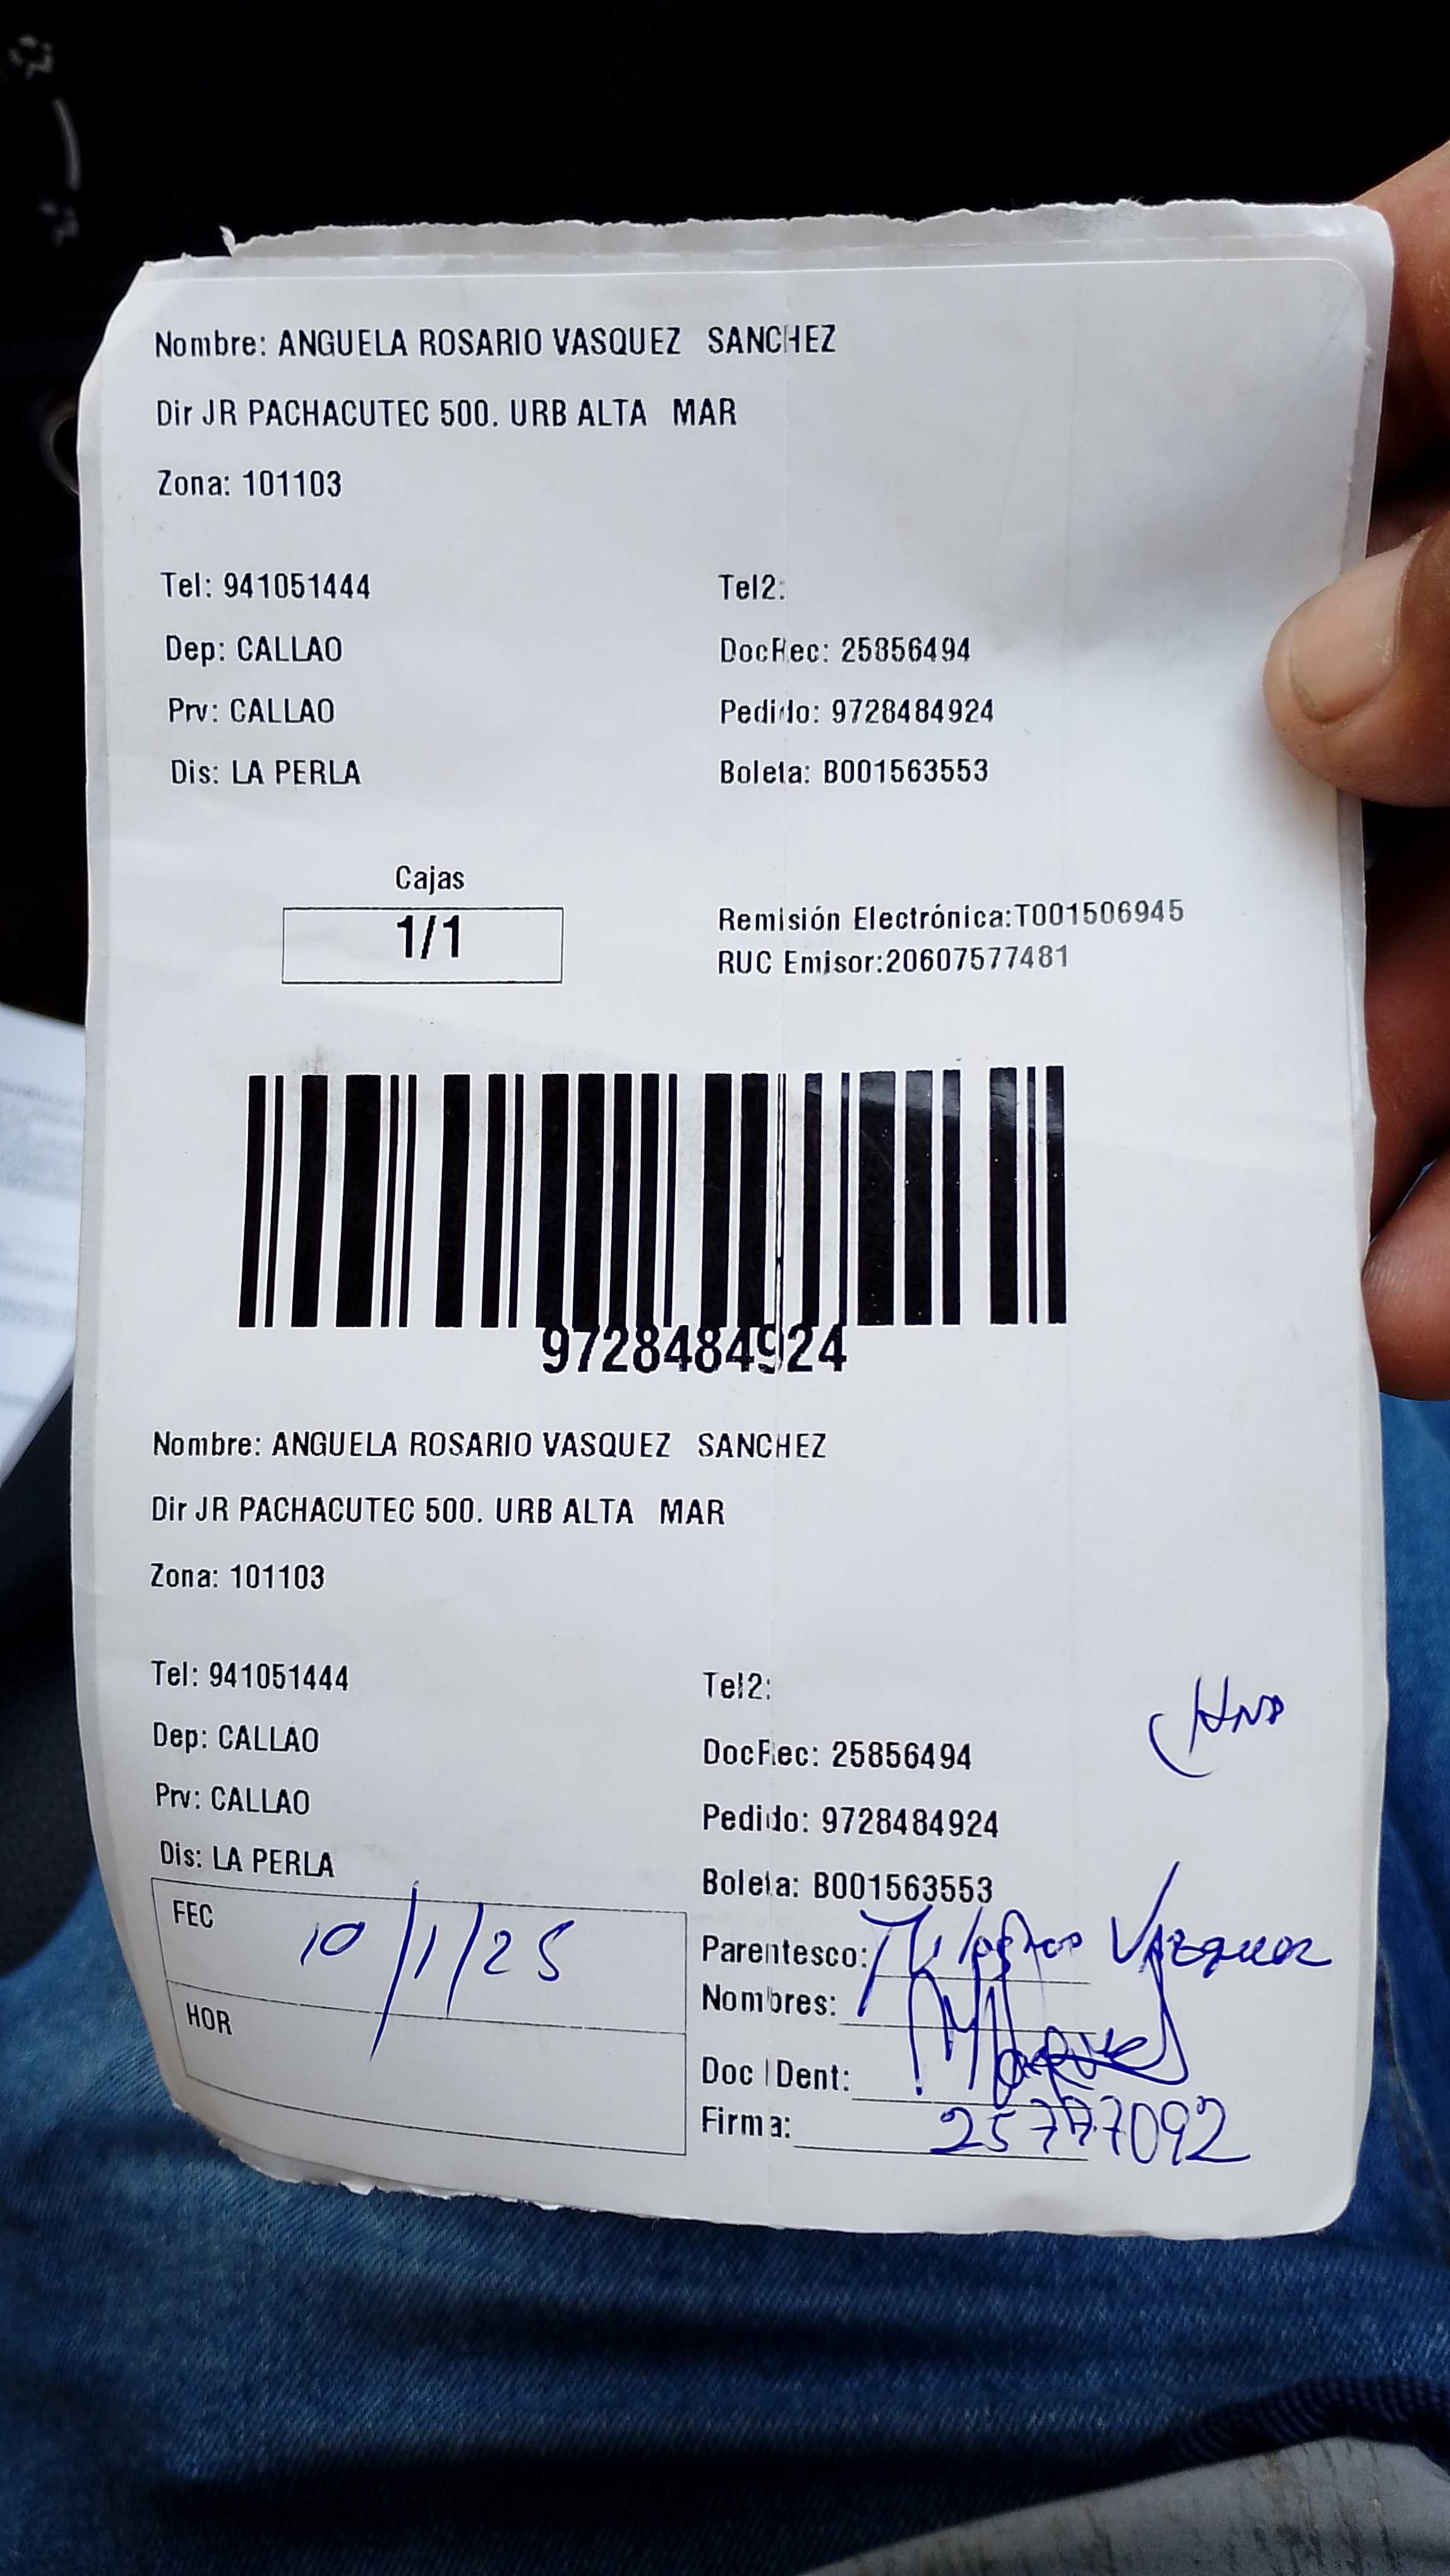 Nombre: ANGUELA ROSARIO VASQUEZ SANCHEZ
Dir JR PACHACUTEC 500. URB ALTA MAR
Zona: 101103
Tel: 941051444 Tel2:
Dep: CALLAO DocRec: 25856494
Prv: CALLAO Pedido: 9728484924
Dis: LA PERLA Boleta: B001563553
Cajas
1/1
Remisión Electrónica:T001506945
RUC Emisor:20607577481
9728484924
Nombre: ANGUELA ROSARIO VASQUEZ SANCHEZ
Dir JR PACHACUTEC 500. URB ALTA MAR
Zona: 101103
Tel: 941051444 Tel2:
Dep: CALLAO DocRec: 25856494
Prv: CALLAO Pedido: 9728484924
Dis: LA PERLA Boleta: B001563553
FEC 10/1/25
HOR
Parentesco: Milagros Vazquez
Nombres:
Doc IDent:
Firma: 25777092